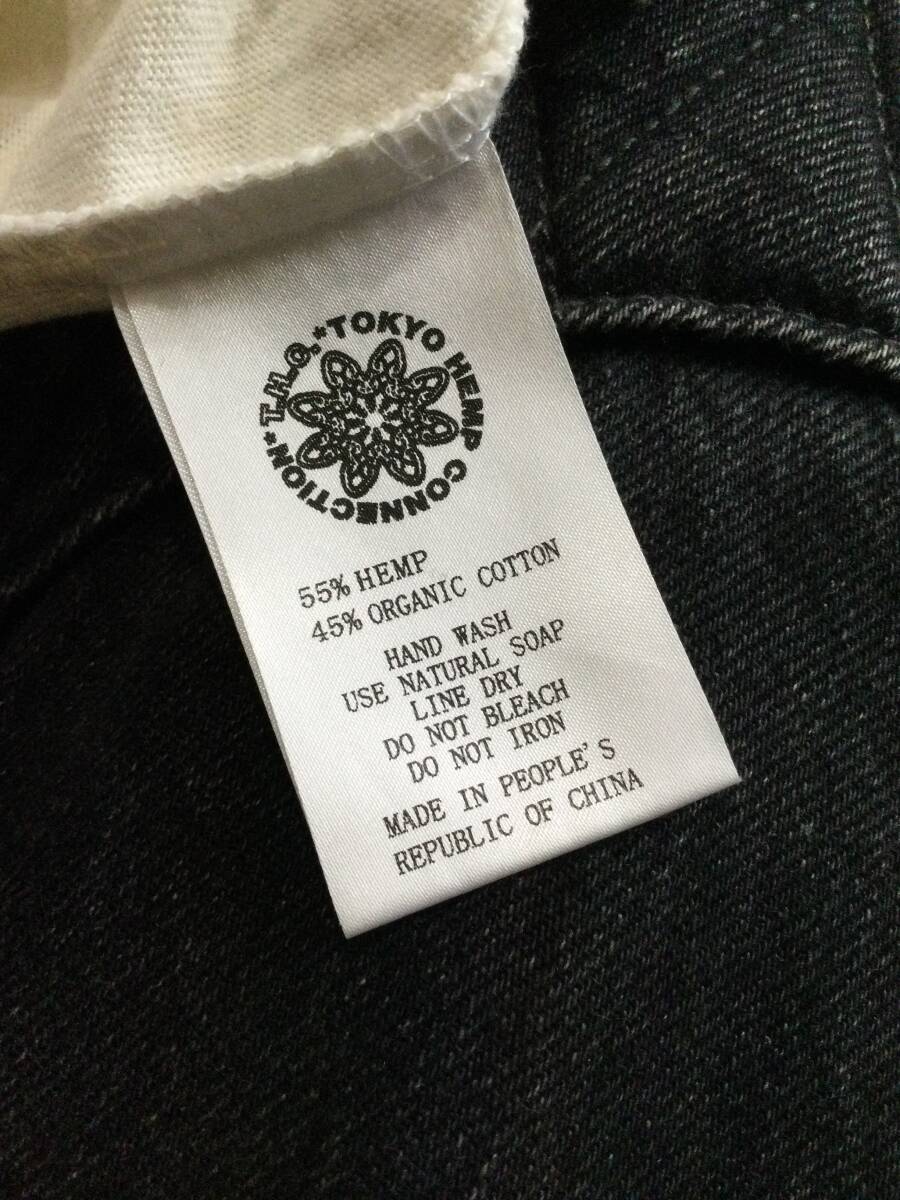 *TOKYO HEMP CONNECTION*T.H.C.
55% HEMP
45% ORGANIC COTTON
HAND WASH
USE NATURAL SOAP
LINE DRY
DO NOT BLEACH
DO NOT IRON
MADE IN PEOPLE'S
REPUBLIC OF CHINA